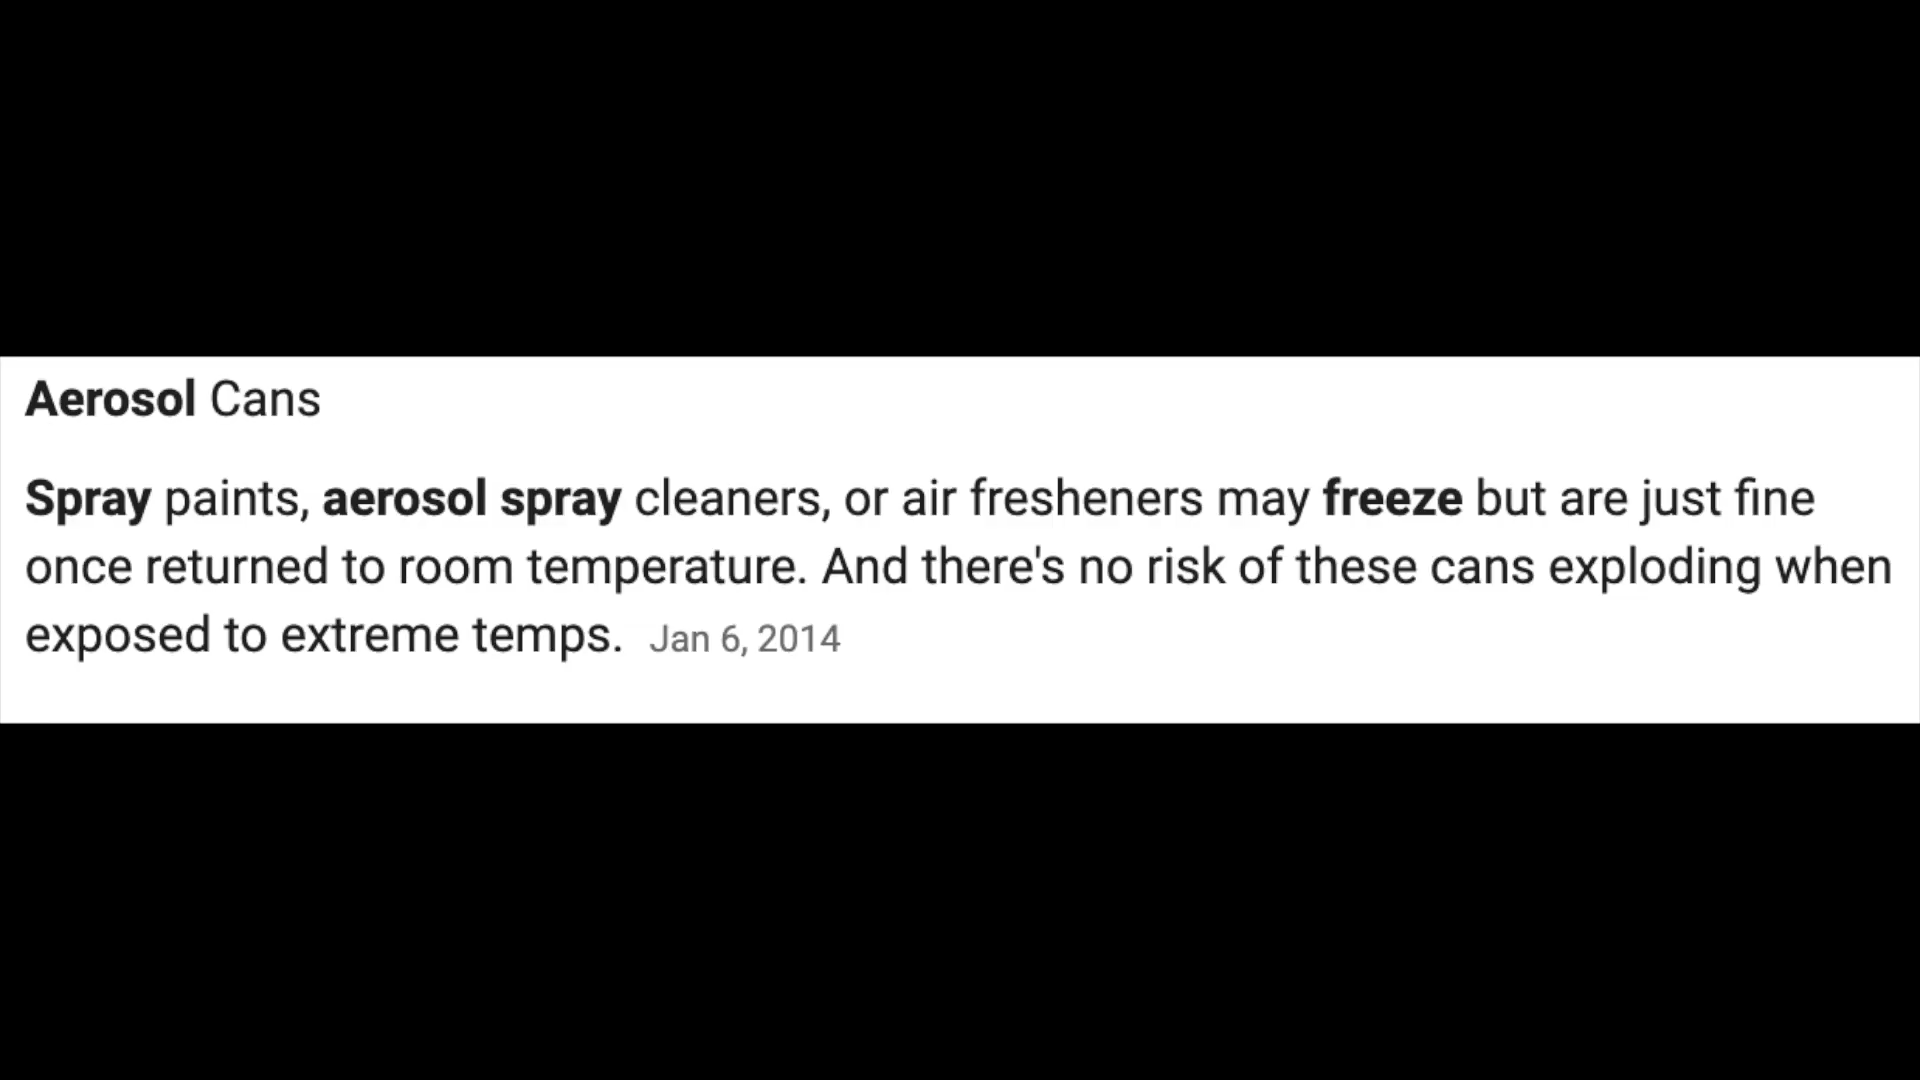 Aerosol Cans
Spray paints, aerosol spray cleaners, or air fresheners may freeze but are just fine
once returned to room temperature. And there's no risk of these cans exploding when
exposed to extreme temps. Jan 6, 2014